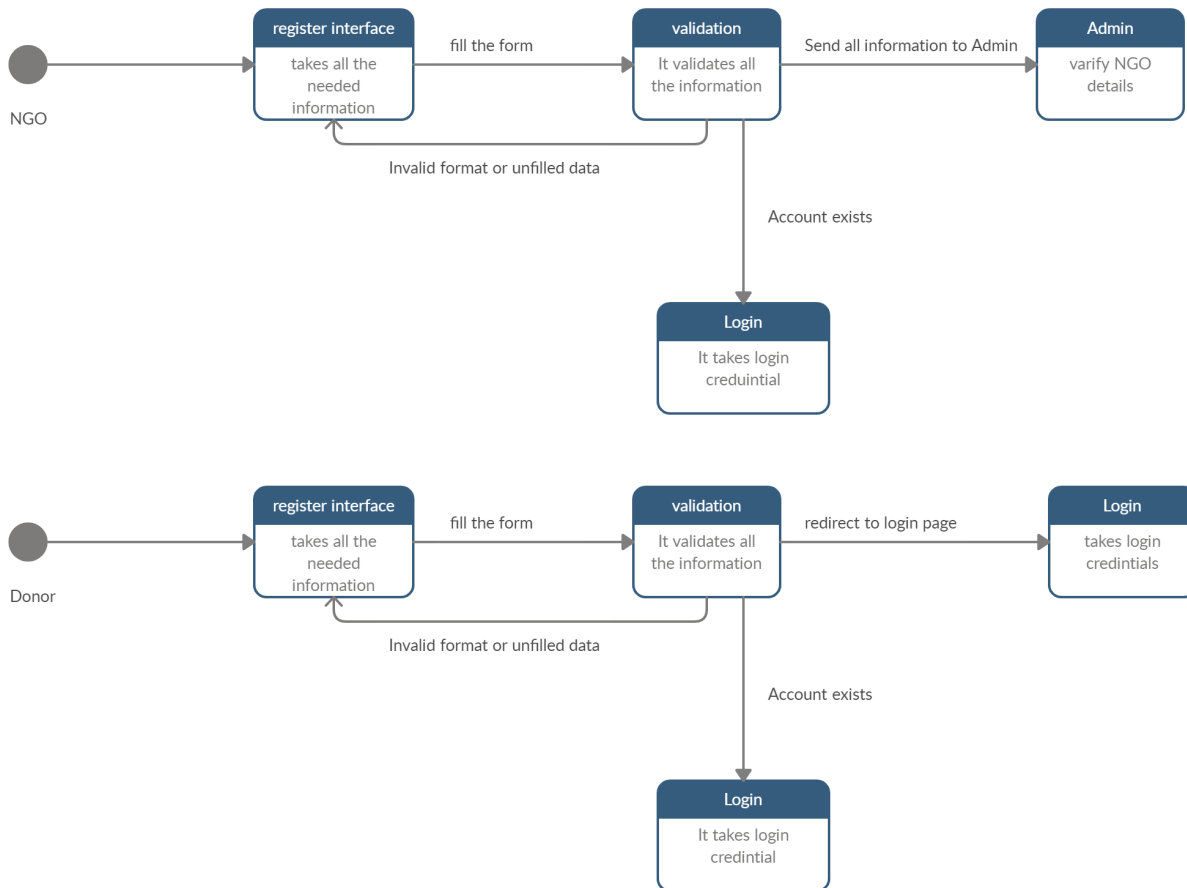 register interface
fill the form
validation
Send all information to Admin
Admin
takes all the
needed
information
It validates all
the information
varify NGO
details
NGO
Invalid format or unfilled data
Account exists
Login
It takes login
creduintial
register interface
fill the form
validation
redirect to login page
Login
takes all the
needed
information
It validates all
the information
takes login
credintials
Donor
Invalid format or unfilled data
Account exists
Login
It takes login
credintial